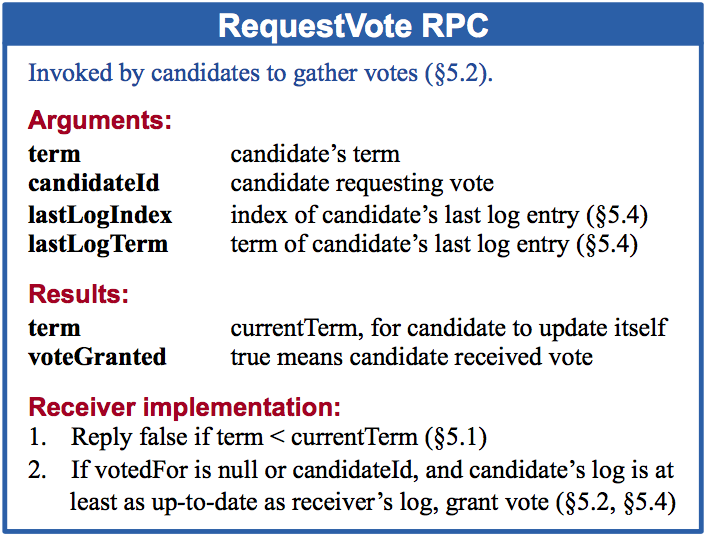 RequestVote RPC
Invoked by candidates to gather votes (§5.2).
Arguments:
term candidate’s term
candidateId candidate requesting vote
lastLogIndex index of candidate’s last log entry (§5.4)
lastLogTerm term of candidate’s last log entry (§5.4)
Results:
term currentTerm, for candidate to update itself
voteGranted true means candidate received vote
Receiver implementation:
1. Reply false if term < currentTerm (§5.1)
2. If votedFor is null or candidateId, and candidate’s log is at
least as up-to-date as receiver’s log, grant vote (§5.2, §5.4)